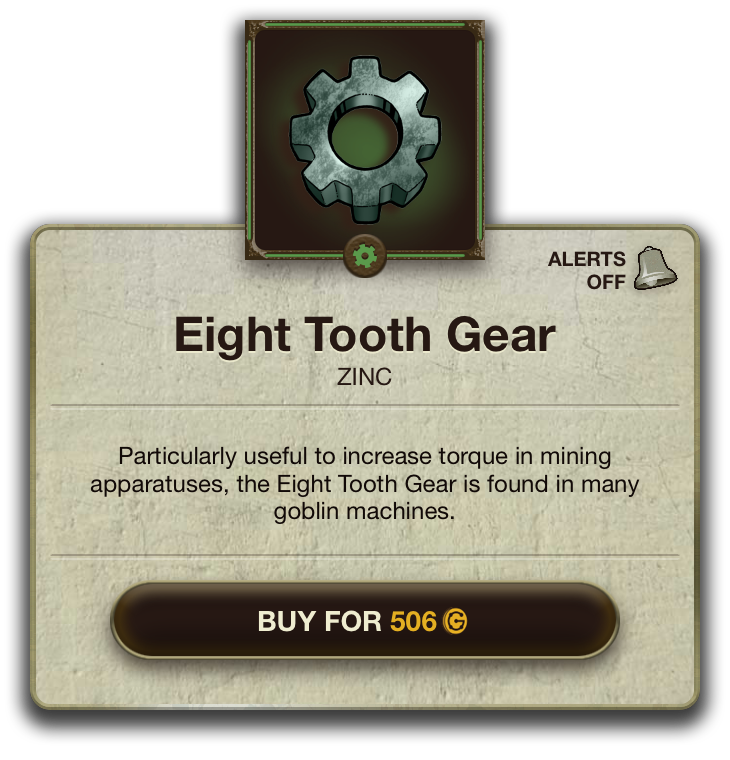 ALERTS
OFF
Eight Tooth Gear
ZINC
Particularly useful to increase torque in mining
apparatuses, the Eight Tooth Gear is found in many
goblin machines.
BUY FOR 506 G